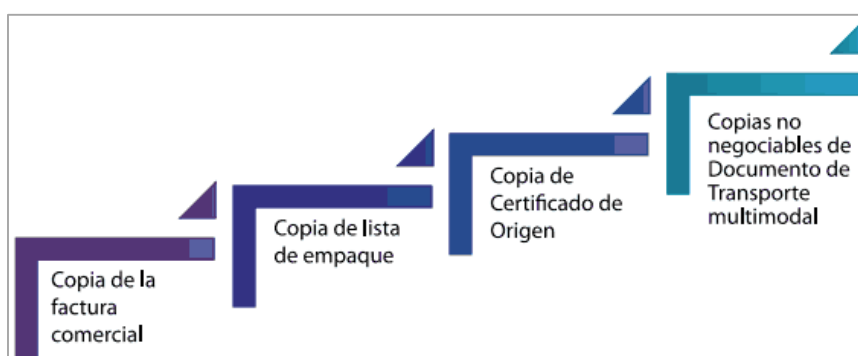 Copia de la
factura
comercial
Copia de lista
de empaque
Copia de
Certificado de
Origen
Copias no
negociables de
Documento de
Transporte
multimodal